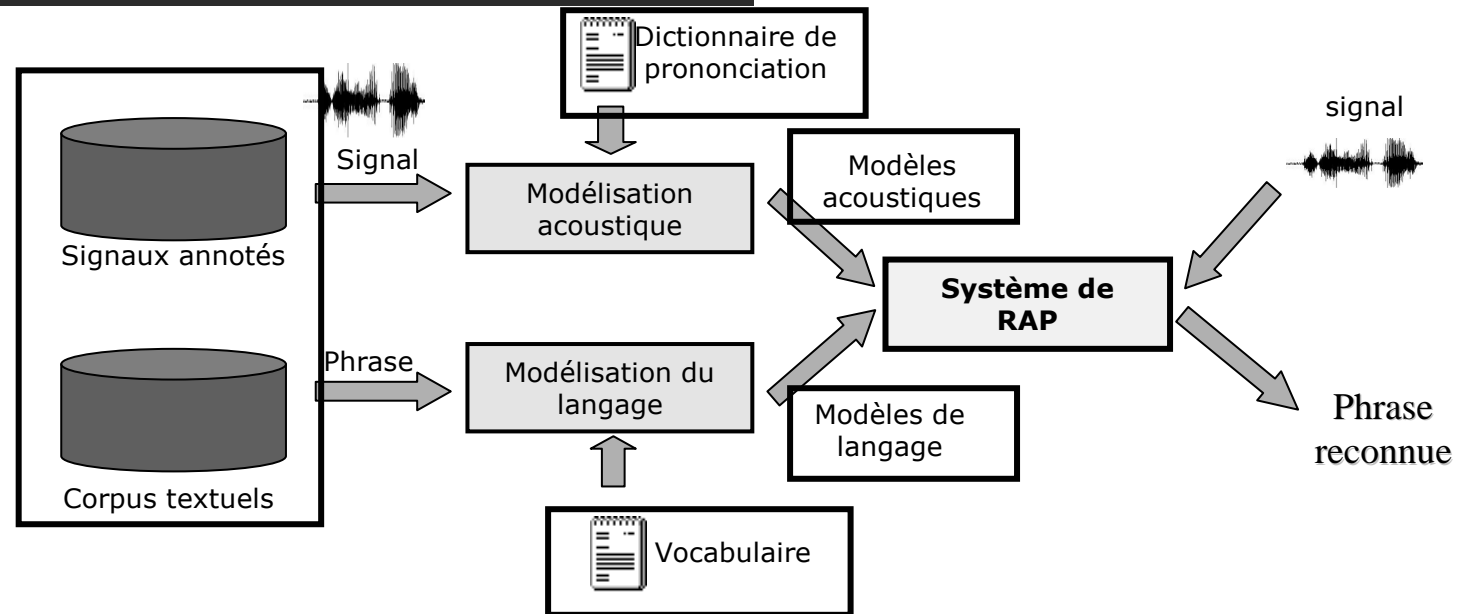 Dictionnaire de
prononciation
signal
Signal
Modèles
acoustiques
Modélisation
acoustique
Signaux annotés
Système de
RAP
Phrase
Modélisation du
langage
Modèles de
langage
Phrase
reconnue
Corpus textuels
Vocabulaire